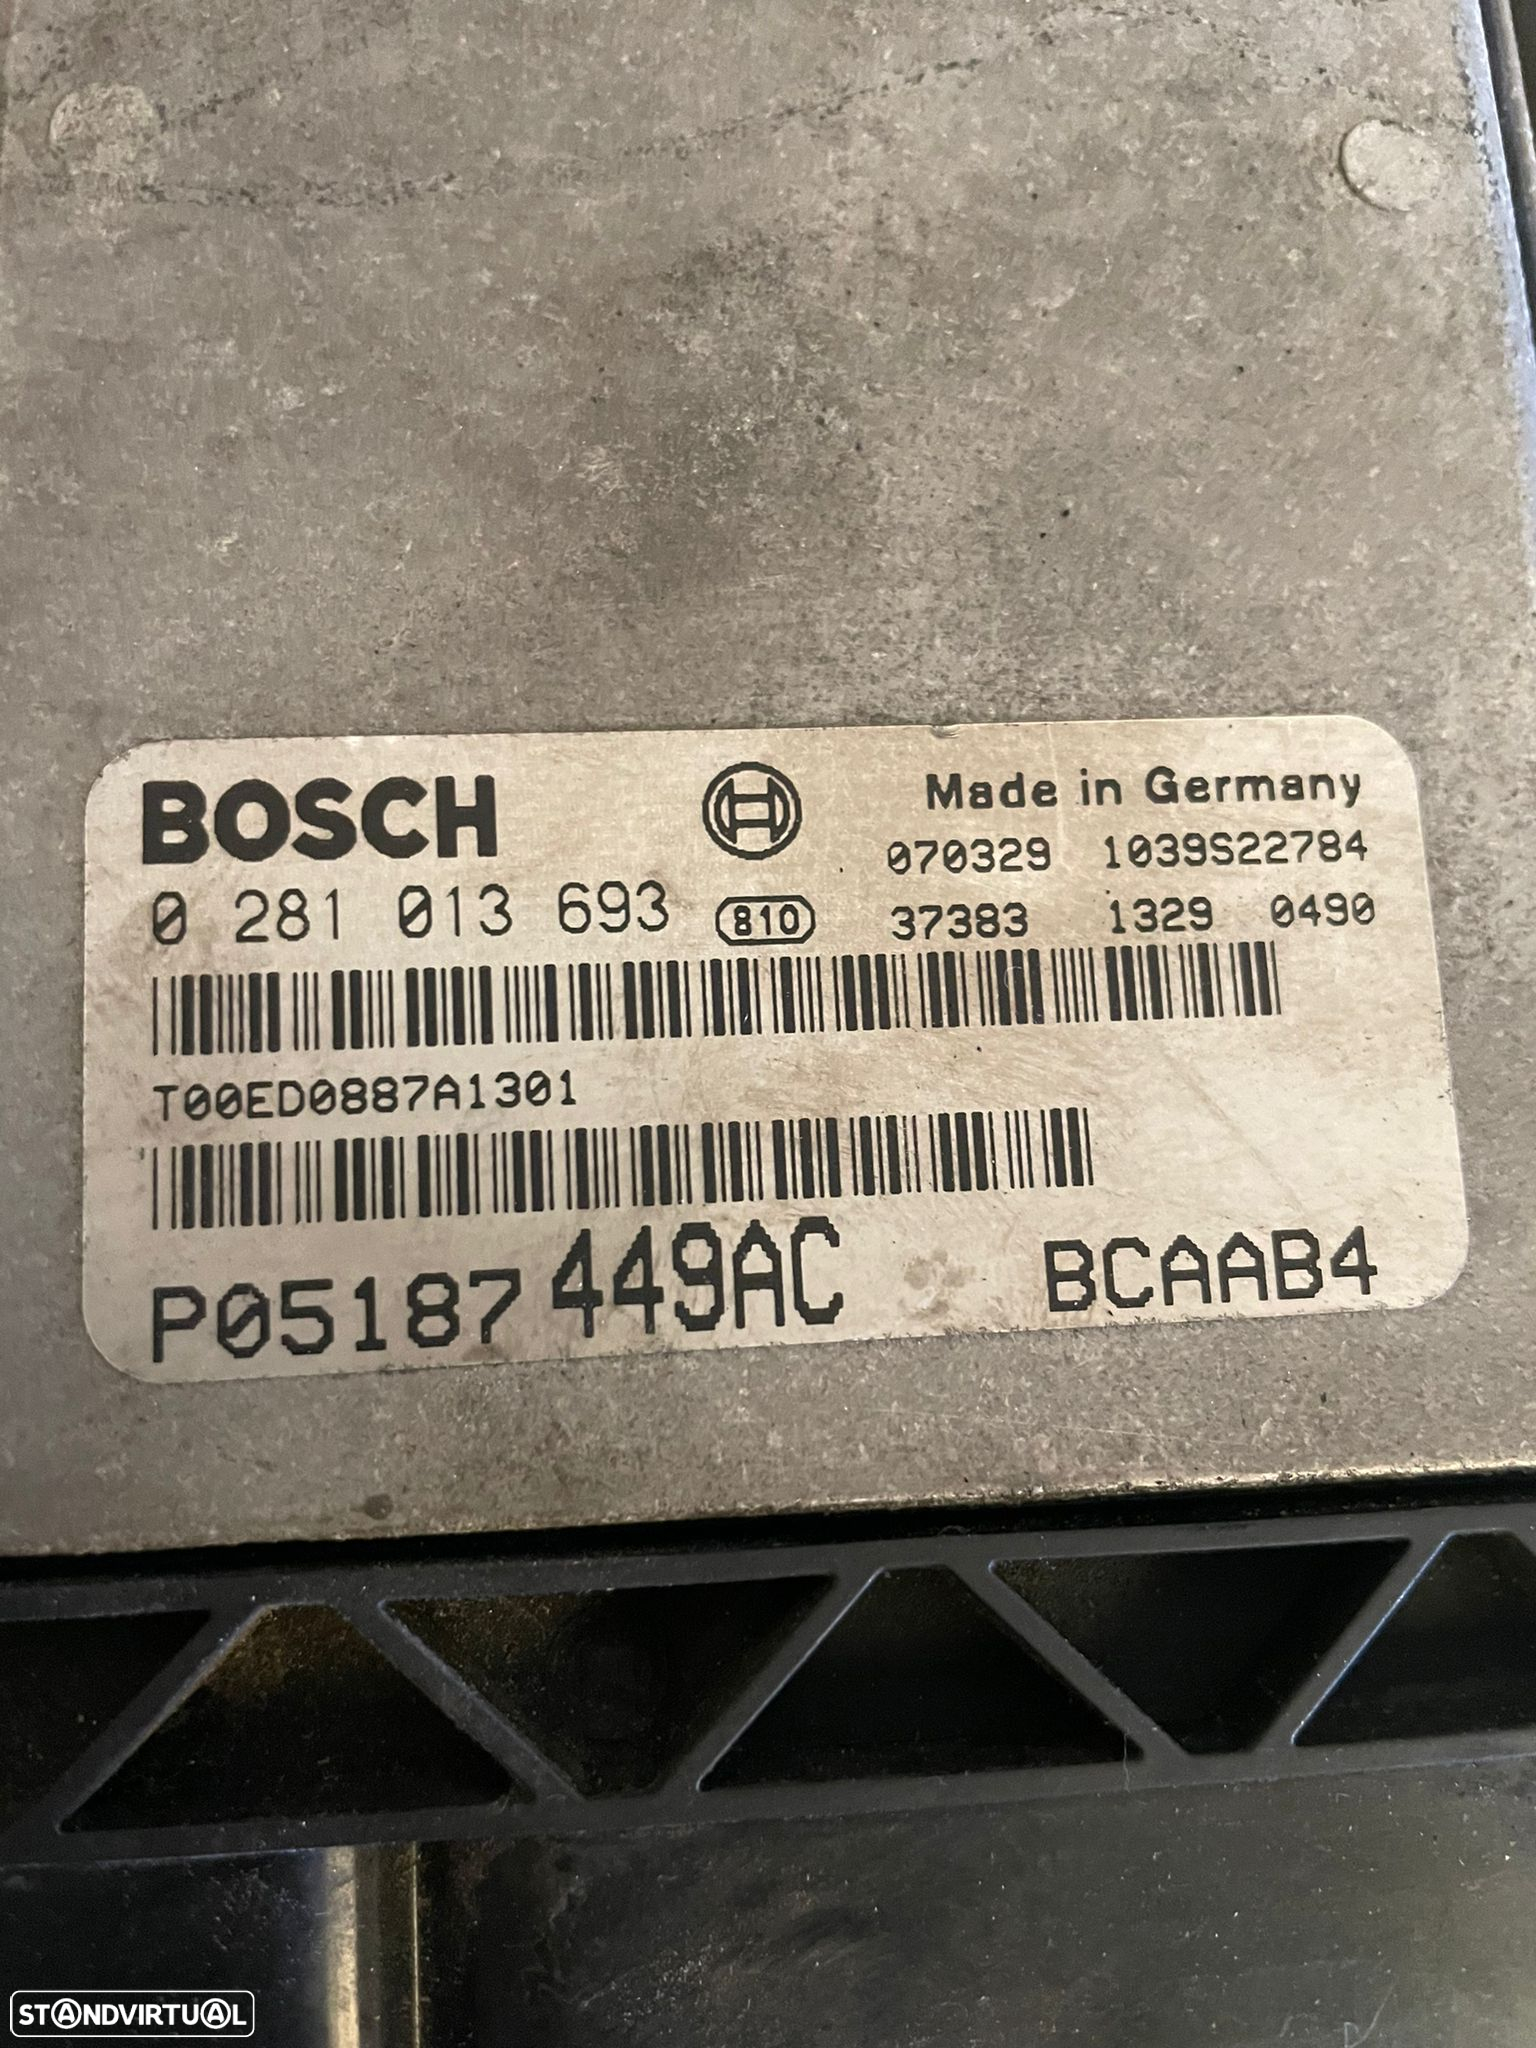 BOSCH
Made in Germany
070329 1039S22784
0 281 013 693 810 37383 1329 0490
T00ED0887A1301
P05187449AC BCAAB4
STANDVIRTUAL